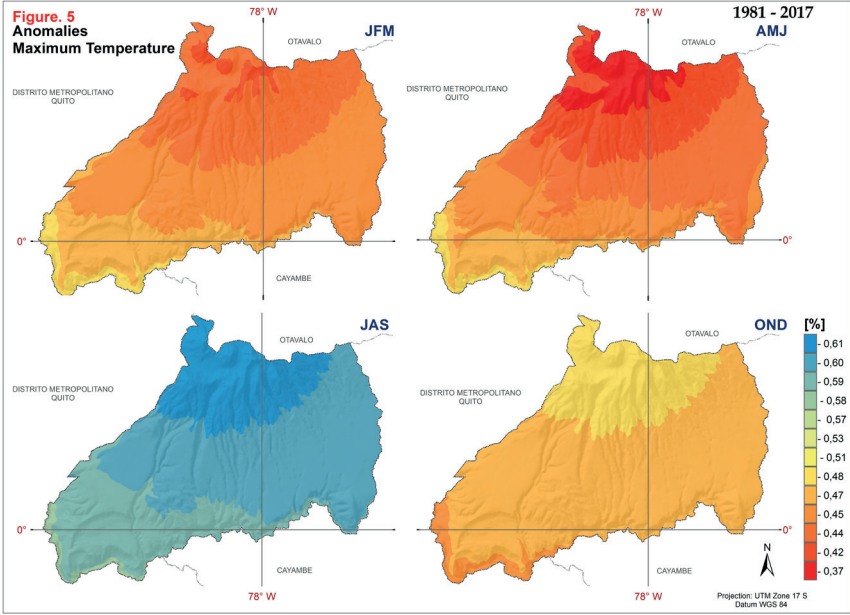 Figure. 5
Anomalies
Maximum Temperature
78° W
JFM
OTAVALO
DISTRITO METROPOLITANO
QUITO
0°
CAYAMBE
78° W
1981 - 2017
AMJ
OTAVALO
DISTRITO METROPOLITANO
QUITO
0°
CAYAMBE
JAS
OTAVALO
DISTRITO METROPOLITANO
QUITO
0°
CAYAMBE
78° W
OND
OTAVALO
DISTRITO METROPOLITANO
QUITO
0°
CAYAMBE
78° W
[%]
- 0,61
- 0,60
- 0,59
- 0,58
- 0,57
- 0,53
- 0,51
- 0,48
- 0,47
- 0,45
- 0,44
- 0,42
- 0,37
N
Projection: UTM Zone 17 S
Datum WGS 84